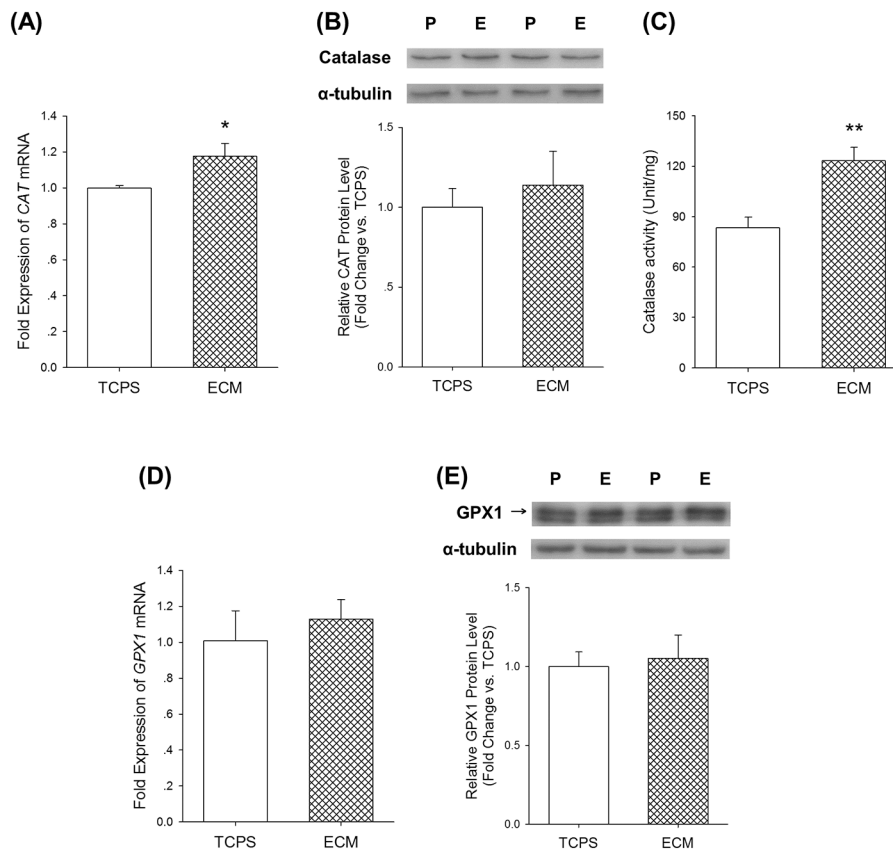 (A)
Fold Expression of CAT mRNA
1.4
1.2
1.0
.8
.6
.4
.2
0.0
*
TCPS
ECM
(B)
P E P E
Catalase
α-tubulin
Relative CAT Protein Level
(Fold Change vs. TCPS)
1.5
1.0
.5
0.0
TCPS
ECM
(C)
Catalase activity (Unit/mg)
150
120
90
60
30
0
**
TCPS
ECM
(D)
Fold Expression of GPX1 mRNA
1.4
1.2
1.0
.8
.6
.4
.2
0.0
TCPS
ECM
(E)
P E P E
GPX1 →
α-tubulin
Relative GPX1 Protein Level
(Fold Change vs. TCPS)
1.5
1.0
0.5
0.0
TCPS
ECM